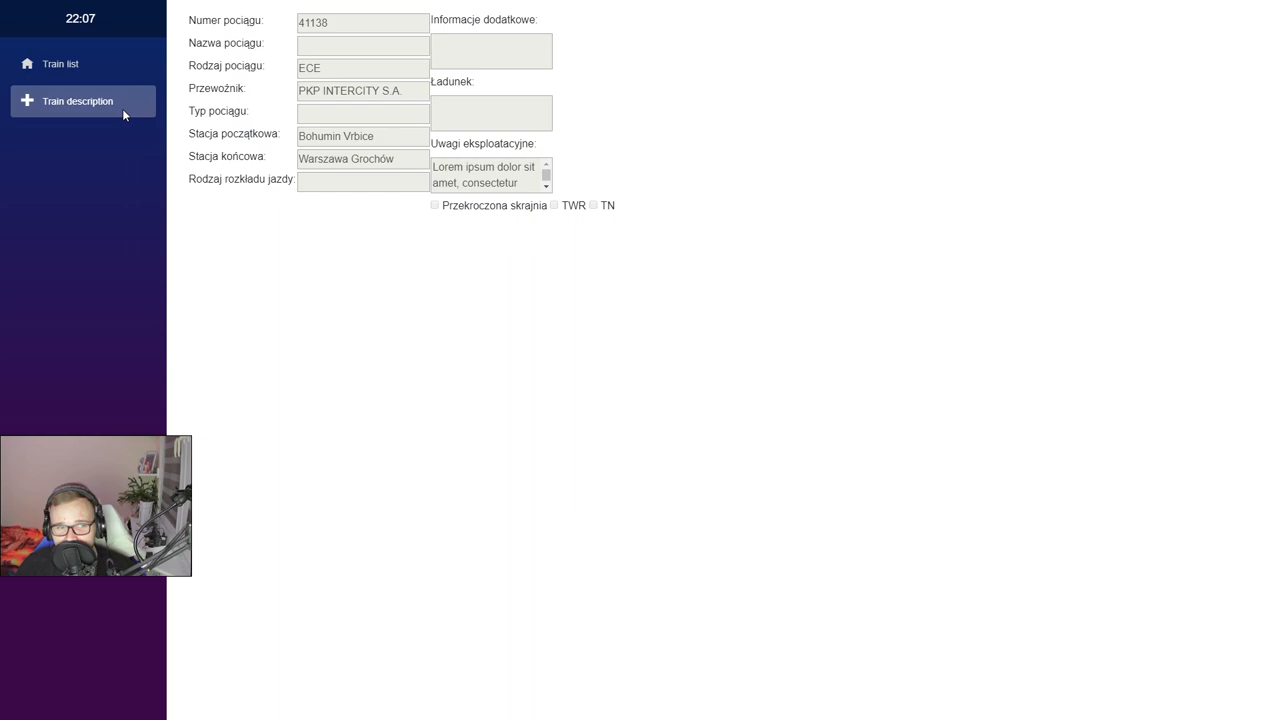 22:07
Train list
Train description
Numer pociągu:
41138
Nazwa pociągu:
Rodzaj pociągu:
ECE
Przewoźnik:
PKP INTERCITY S.A.
Typ pociągu:
Stacja początkowa:
Bohumin Vrbice
Stacja końcowa:
Warszawa Grochów
Rodzaj rozkładu jazdy:
Informacje dodatkowe:
Ładunek:
Uwagi eksploatacyjne:
Lorem ipsum dolor sit
amet, consectetur
Przekroczona skrajnia TWR TN